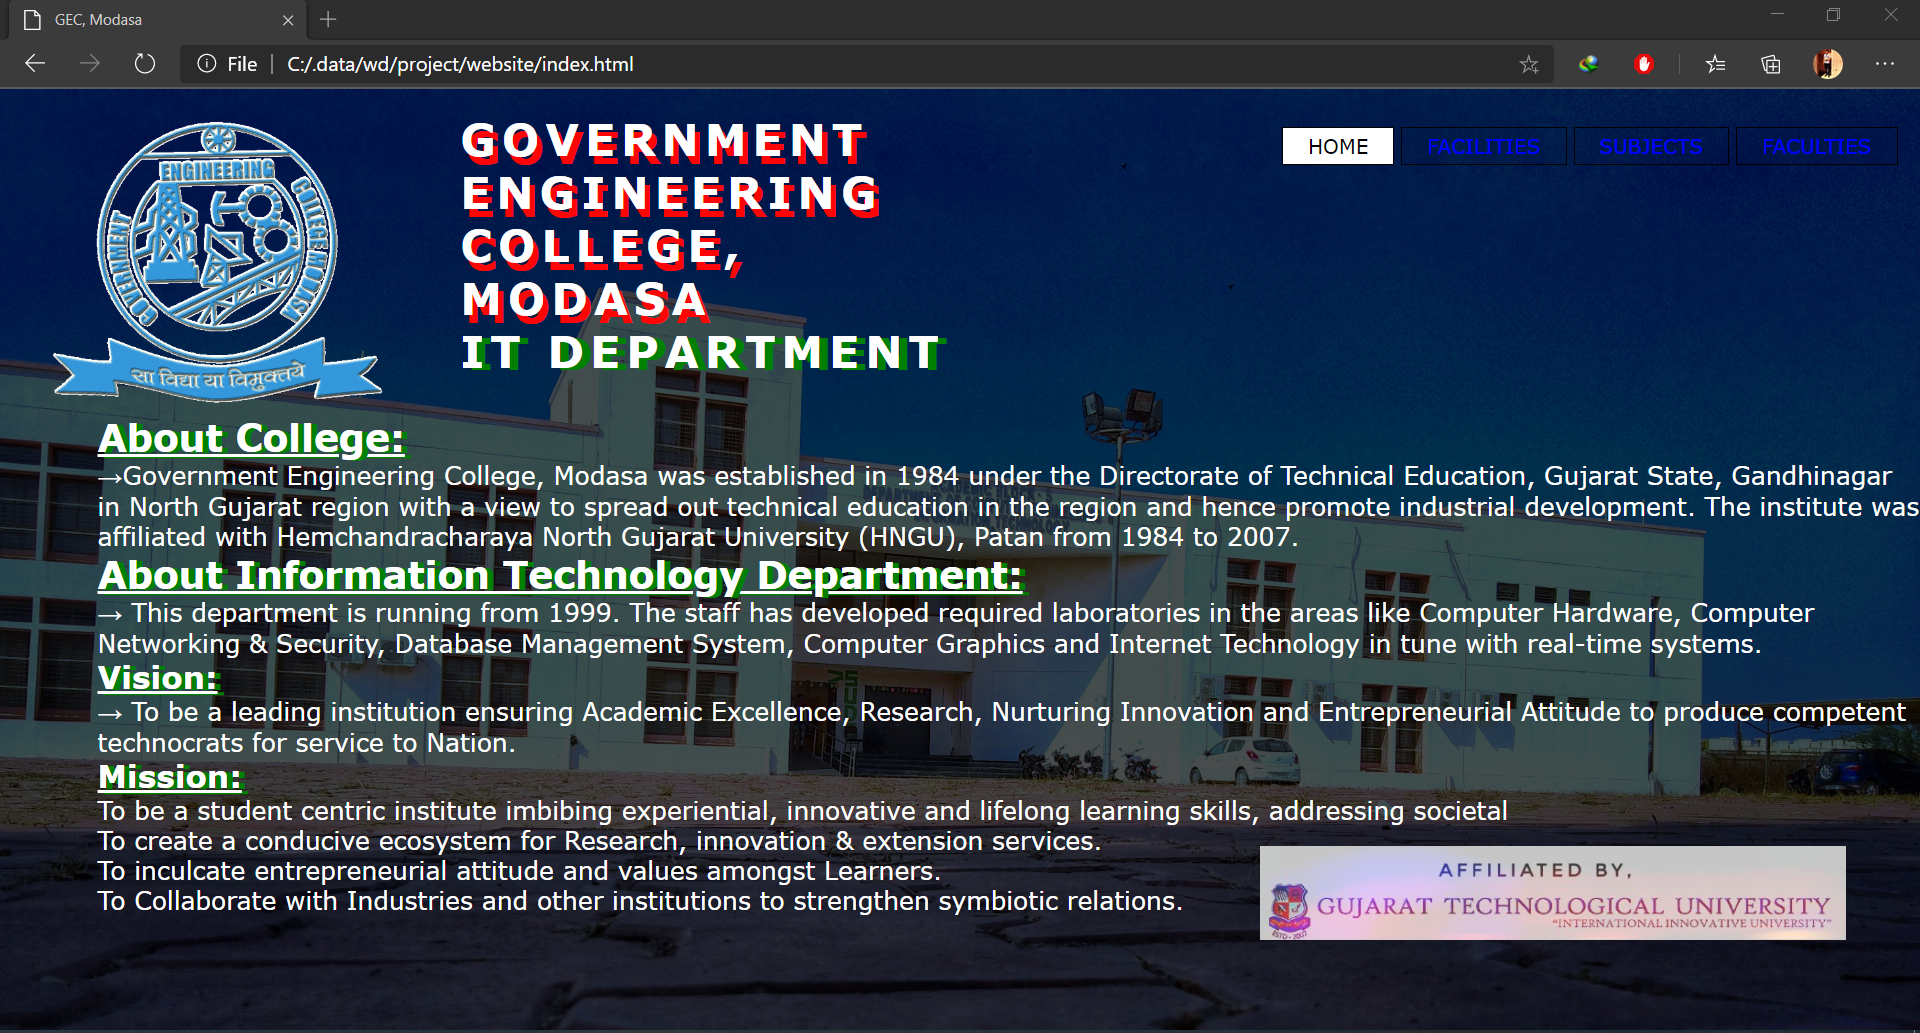 GEC, Modasa
File
C:/.data/wd/project/website/index.html
ENGINEERING
GOVERNMENT
COLLEGE MODASA
सा विद्या या विमुक्तये
GOVERNMENT
ENGINEERING
COLLEGE,
MODASA
IT DEPARTMENT
HOME
FACILITIES
SUBJECTS
FACULTIES
About College:
→Government Engineering College, Modasa was established in 1984 under the Directorate of Technical Education, Gujarat State, Gandhinagar
in North Gujarat region with a view to spread out technical education in the region and hence promote industrial development. The institute was
affiliated with Hemchandracharaya North Gujarat University (HNGU), Patan from 1984 to 2007.
About Information Technology Department:
→ This department is running from 1999. The staff has developed required laboratories in the areas like Computer Hardware, Computer
Networking & Security, Database Management System, Computer Graphics and Internet Technology in tune with real-time systems.
Vision:
→ To be a leading institution ensuring Academic Excellence, Research, Nurturing Innovation and Entrepreneurial Attitude to produce competent
technocrats for service to Nation.
Mission:
To be a student centric institute imbibing experiential, innovative and lifelong learning skills, addressing societal
To create a conducive ecosystem for Research, innovation & extension services.
To inculcate entrepreneurial attitude and values amongst Learners.
To Collaborate with Industries and other institutions to strengthen symbiotic relations.
AFFILIATED BY,
GUJARAT TECHNOLOGICAL UNIVERSITY
"INTERNATIONAL INNOVATIVE UNIVERSITY"
ESTD - 2007